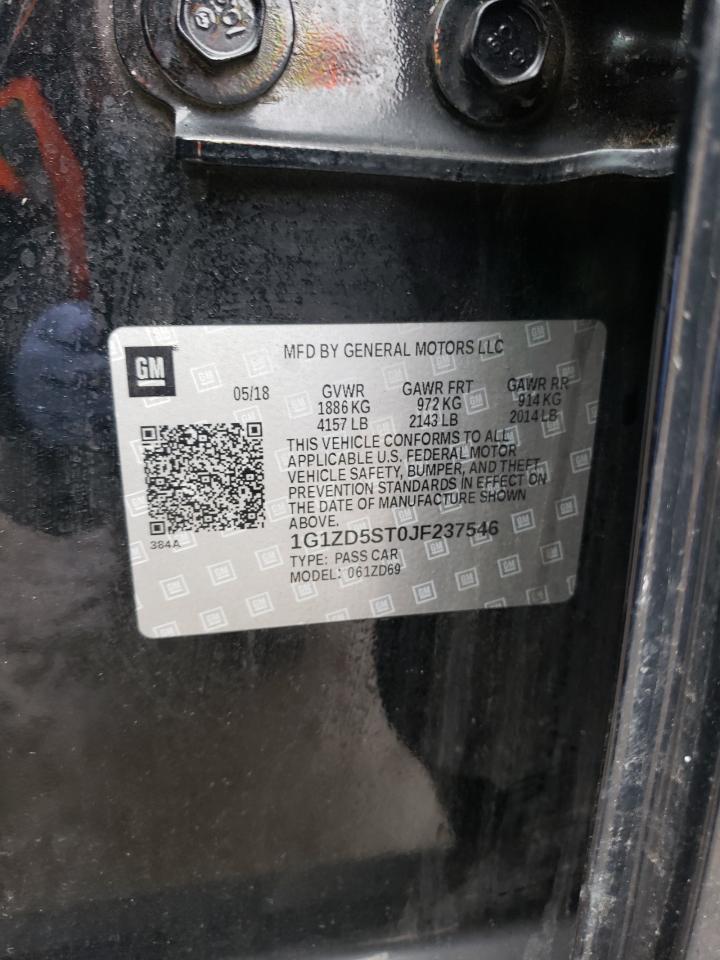 GM
MFD BY GENERAL MOTORS LLC
05/18 GVWR GAWR FRT GAWR RR
1886 KG 972 KG 914 KG
4157 LB 2143 LB 2014 LB
THIS VEHICLE CONFORMS TO ALL
APPLICABLE U.S. FEDERAL MOTOR
VEHICLE SAFETY, BUMPER, AND THEFT
PREVENTION STANDARDS IN EFFECT ON
THE DATE OF MANUFACTURE SHOWN
ABOVE.
384A
1G1ZD5ST0JF237546
TYPE: PASS CAR
MODEL: 061ZD69